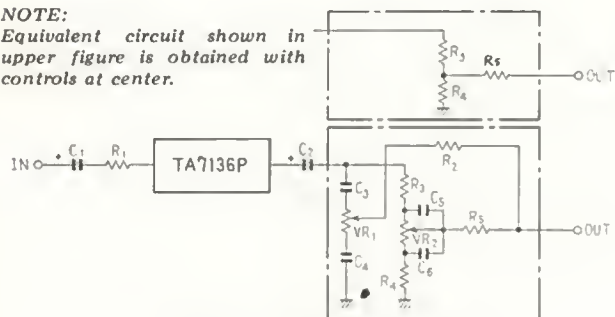 NOTE:
Equivalent circuit shown in
upper figure is obtained with
controls at center.
R3
R5
OUT
R4
IN
C1
R1
TA7136P
C2
R2
C3
R3
C5
VR1
VR2
R5
OUT
C6
C4
R4